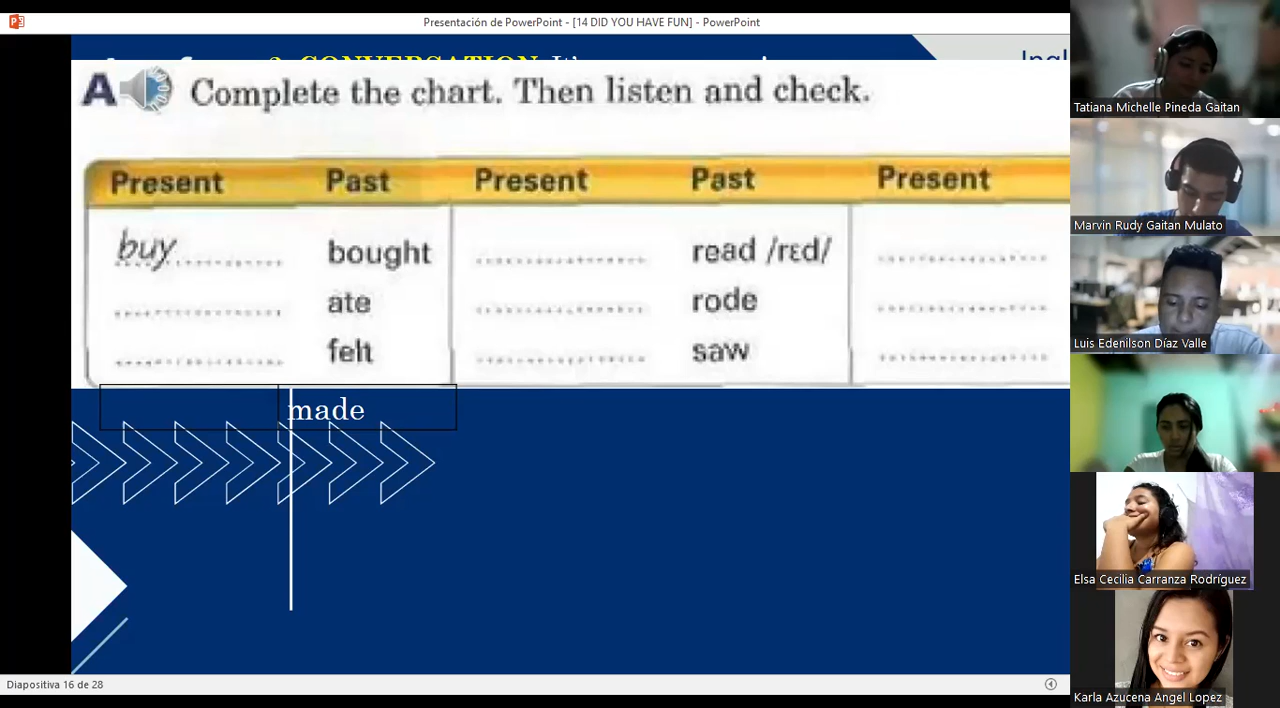 Presentación de PowerPoint - [14 DID YOU HAVE FUN] - PowerPoint
2. CONVERSATION
A Complete the chart. Then listen and check.
Present Past Present Past Present
buy bought read /rɛd/
ate rode
felt saw
made
Diapositiva 16 de 28
Tatiana Michelle Pineda Gaitan
Marvin Rudy Gaitan Mulato
Luis Edenilson Díaz Valle
Elsa Cecilia Carranza Rodríguez
Karla Azucena Angel Lopez